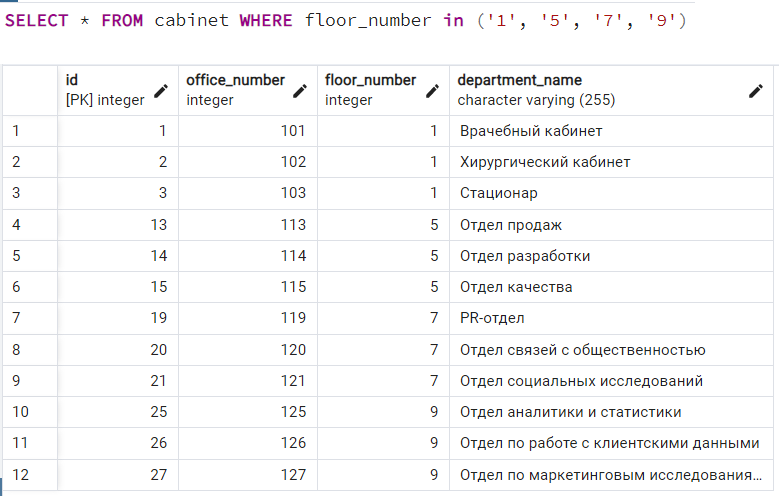 SELECT * FROM cabinet WHERE floor_number in ('1', '5', '7', '9')
id office_number floor_number department_name
[PK] integer integer integer character varying (255)
1 1 101 1 Врачебный кабинет
2 2 102 1 Хирургический кабинет
3 3 103 1 Стационар
4 13 113 5 Отдел продаж
5 14 114 5 Отдел разработки
6 15 115 5 Отдел качества
7 19 119 7 PR-отдел
8 20 120 7 Отдел связей с общественностью
9 21 121 7 Отдел социальных исследований
10 25 125 9 Отдел аналитики и статистики
11 26 126 9 Отдел по работе с клиентскими данными
12 27 127 9 Отдел по маркетинговым исследования...